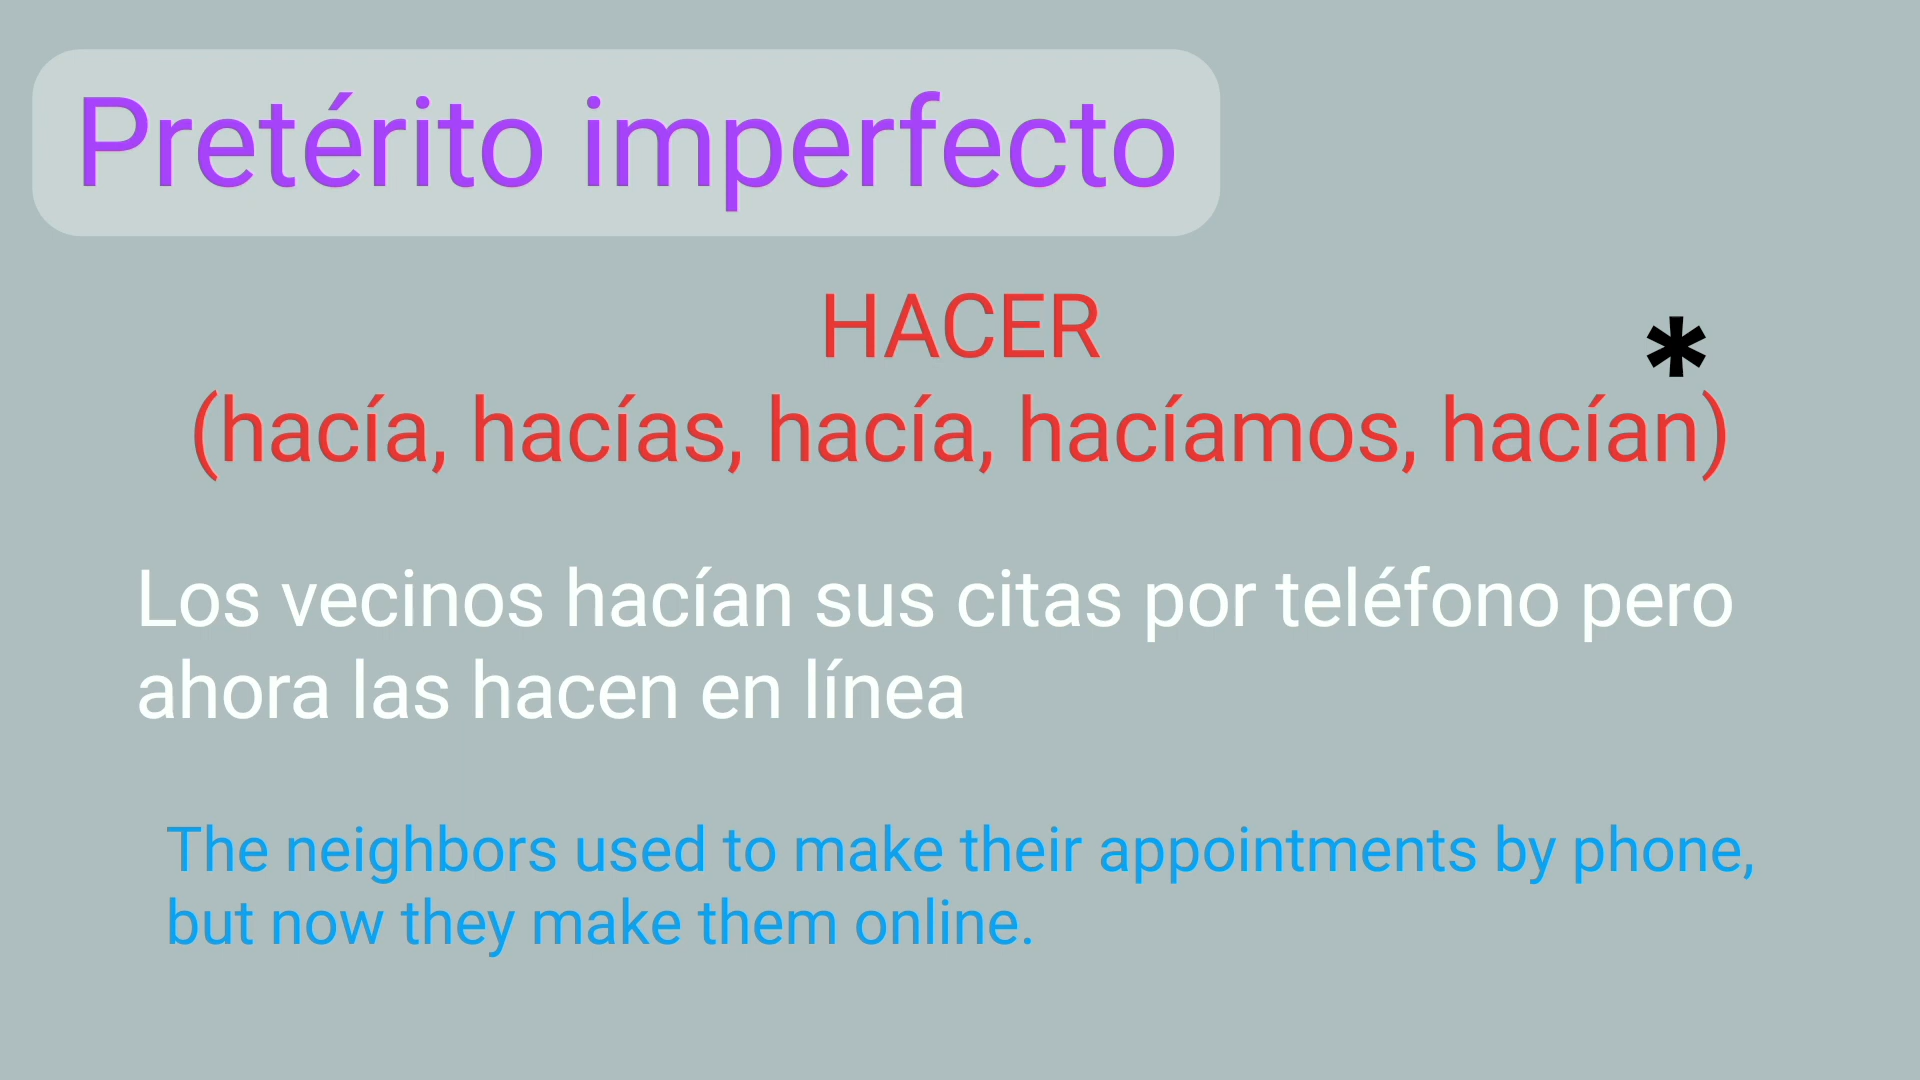 Pretérito imperfecto
HACER
*
(hacía, hacías, hacía, hacíamos, hacían)
Los vecinos hacían sus citas por teléfono pero
ahora las hacen en línea
The neighbors used to make their appointments by phone,
but now they make them online.